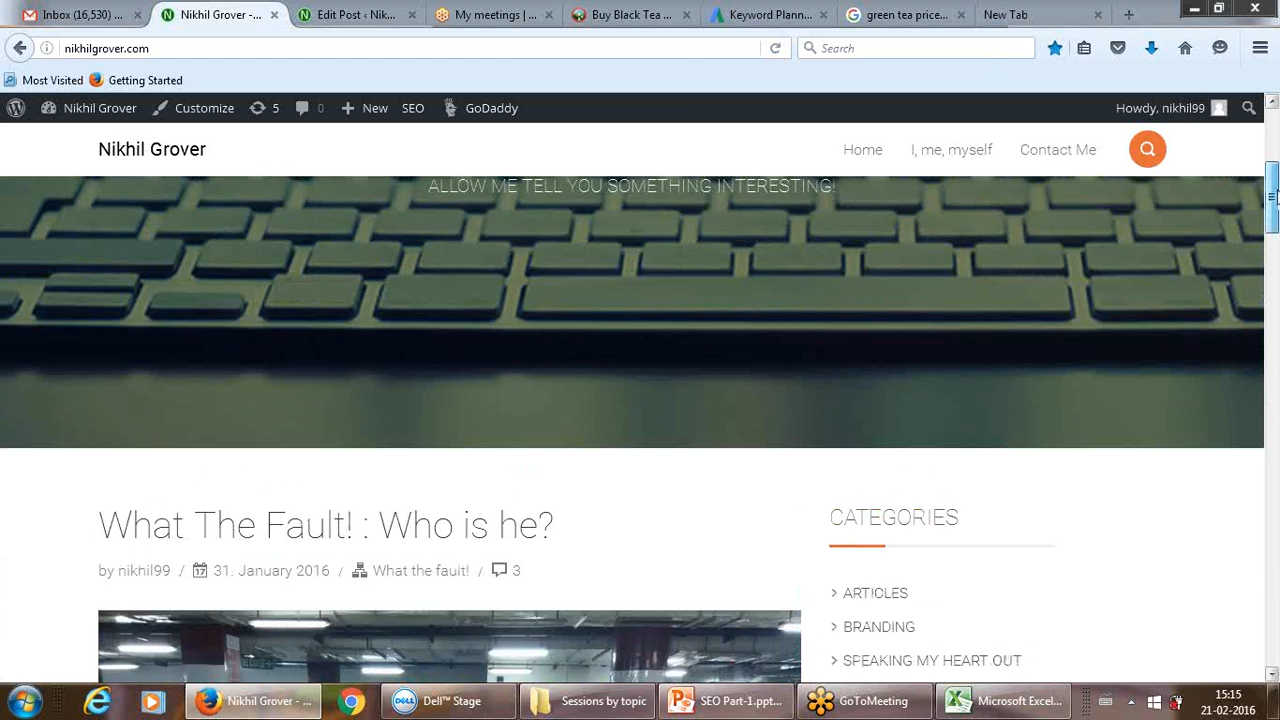 Inbox (16,530) ...
Nikhil Grover -...
Edit Post ‹ Nik...
My meetings | ...
Buy Black Tea ...
Keyword Plann...
green tea price...
New Tab
nikhilgrover.com
Search
Most Visited
Getting Started
Nikhil Grover
Customize
5
0
New
SEO
GoDaddy
Howdy, nikhil99
Nikhil Grover
Home
I, me, myself
Contact Me
ALLOW ME TELL YOU SOMETHING INTERESTING!
What The Fault! : Who is he?
by nikhil99 / 17 31. January 2016 / What the fauit! / 3
CATEGORIES
ARTICLES
BRANDING
SPEAKING MY HEART OUT
Nikhil Grover - ...
Dell™ Stage
Sessions by topic
SEO Part-1.ppt...
GoToMeeting
Microsoft Excel...
15:15
21-02-2016